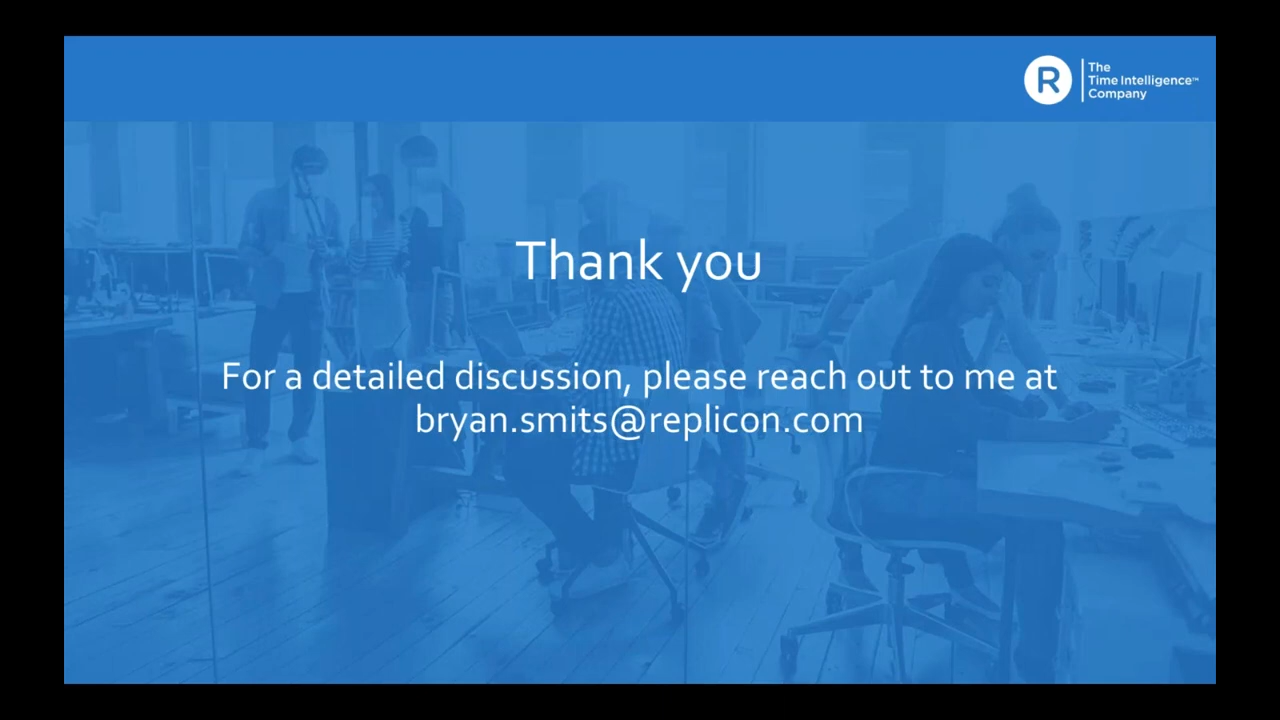 R
The
Time Intelligence™
Company
Thank you
For a detailed discussion, please reach out to me at
bryan.smits@replicon.com